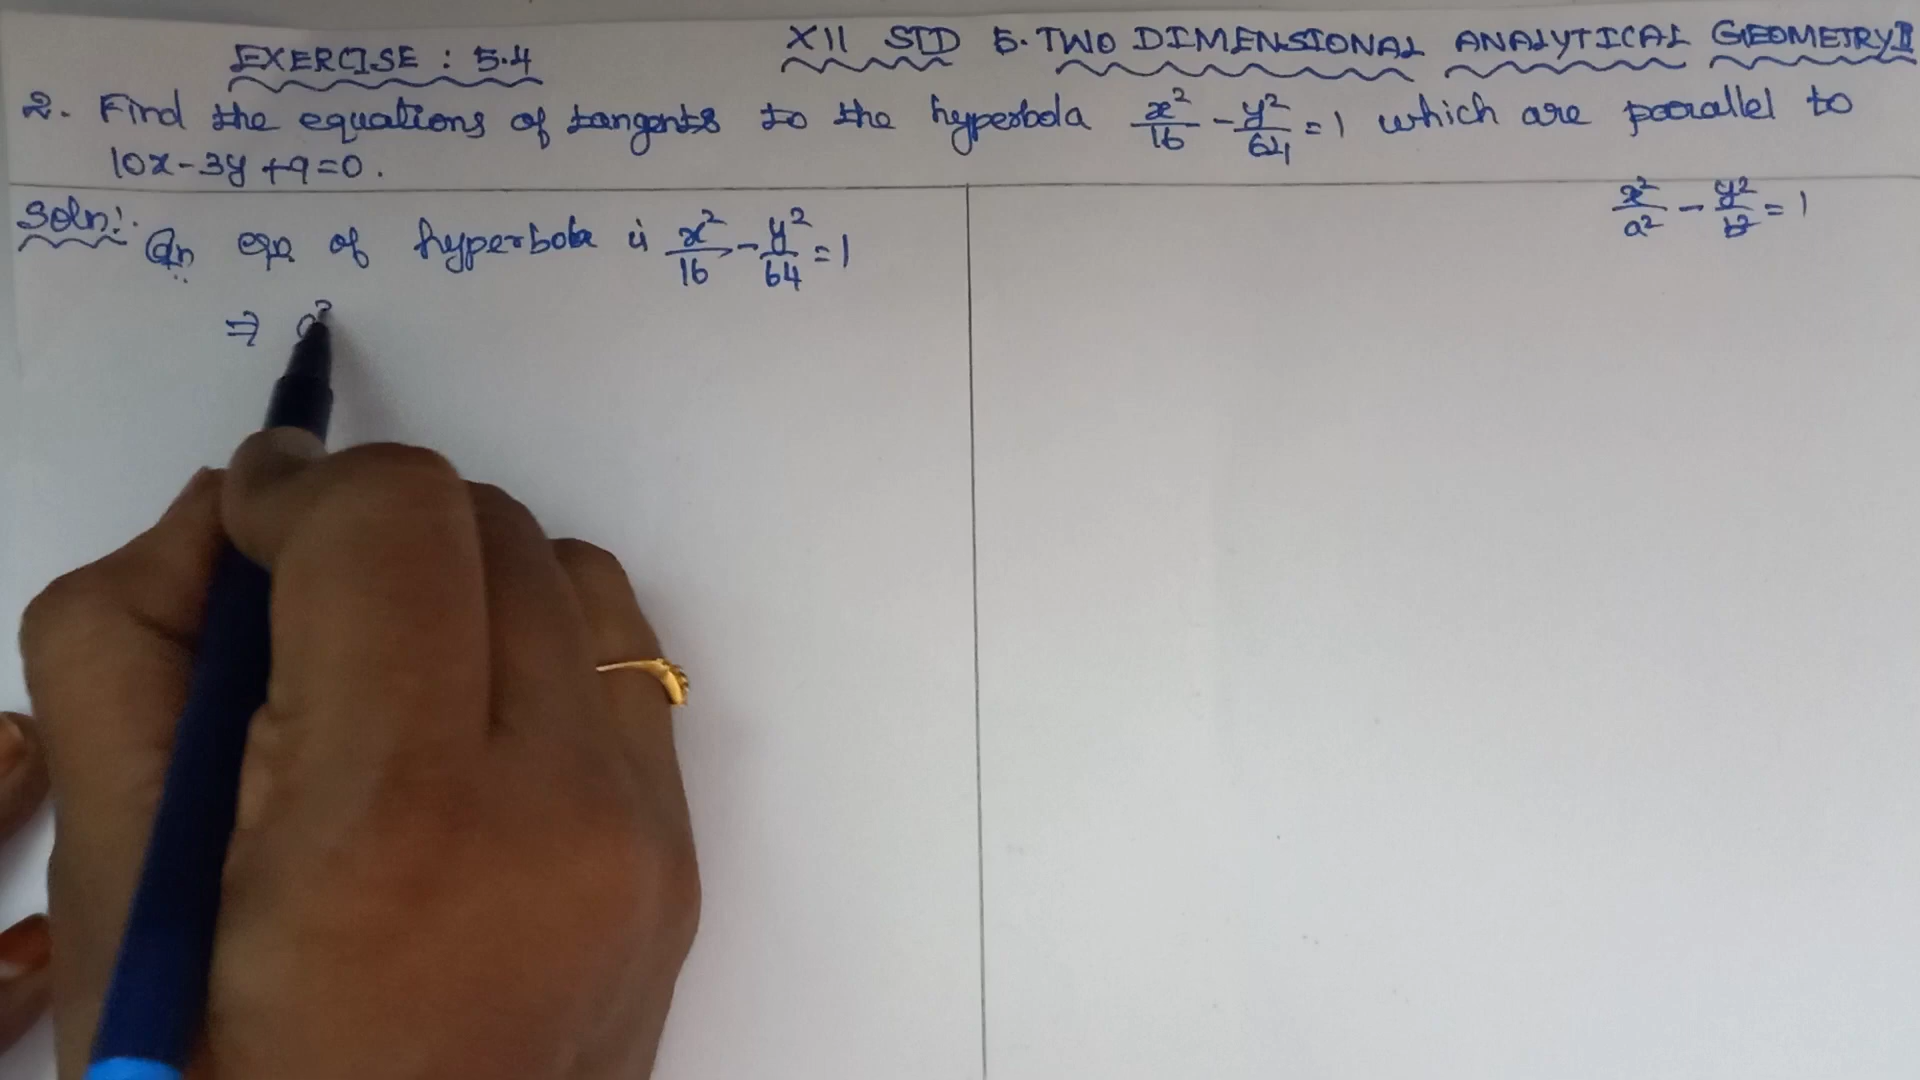 EXERCISE : 5.4
XII STD 5. TWO DIMENSIONAL ANALYTICAL GEOMETRY II
2. Find the equations of tangents to the hyperbola x²/16 - y²/64 = 1 which are parallel to
10x - 3y + 9 = 0.
Soln:
Gn eqn of hyperbola is x²/16 - y²/64 = 1
x²/a² - y²/b² = 1
⇒ a²